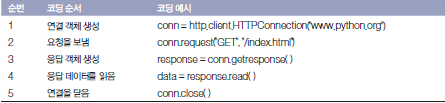 순번 코딩 순서 코딩 예시
1 연결 객체 생성 conn = http.client.HTTPConnection("www.python.org")
2 요청을 보냄 conn.request("GET", "/index.html")
3 응답 객체 생성 response = conn.getresponse( )
4 응답 데이터를 읽음 data = response.read( )
5 연결을 닫음 conn.close( )